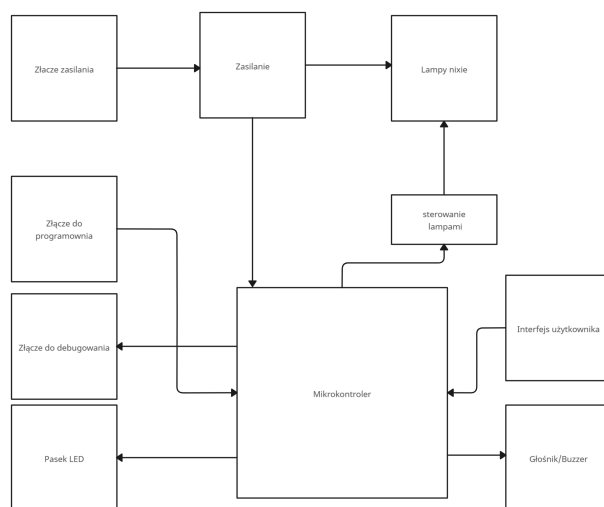 Złacze zasilania
Zasilanie
Lampy nixie
Złącze do
programownia
sterowanie
lampami
Złącze do debugowania
Interfejs użytkownika
Mikrokontroler
Pasek LED
Głośnik/Buzzer